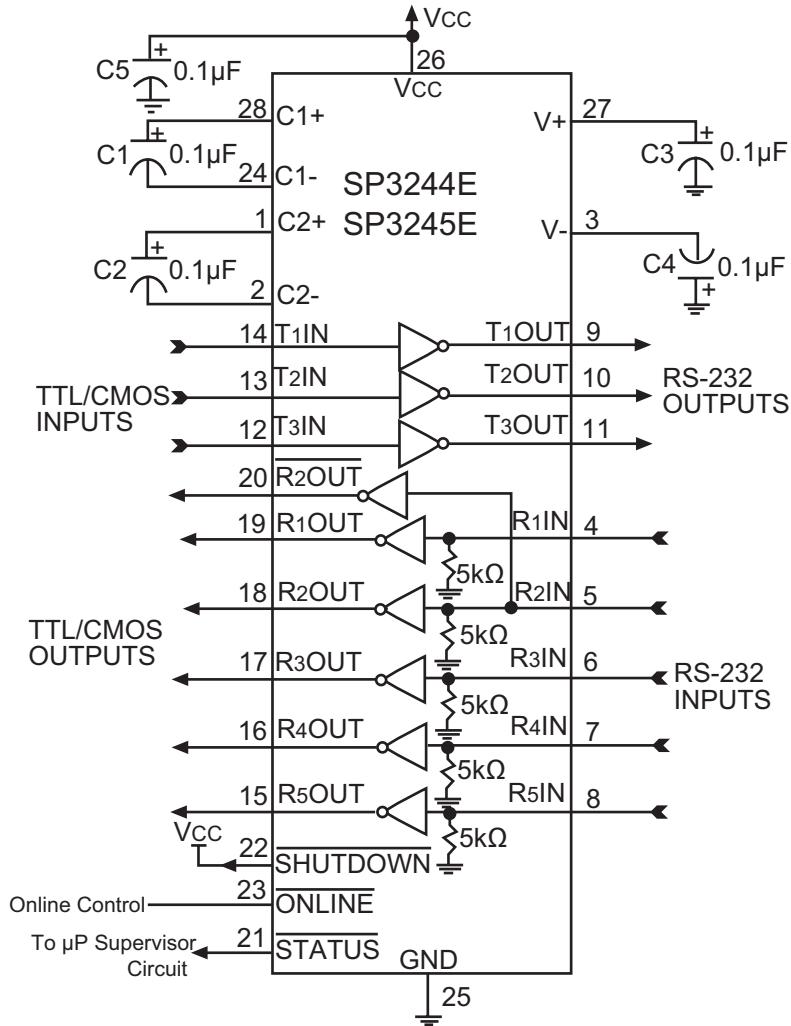 VCC
26
VCC
C5
+
0.1µF
28
C1+
C1
+
0.1µF
24
C1-
SP3244E
SP3245E
1
C2+
C2
+
0.1µF
2
C2-
V+
27
+
C3
0.1µF
V-
3
C4
0.1µF
+
14
T1IN
T1OUT
9
13
T2IN
T2OUT
10
12
T3IN
T3OUT
11
TTL/CMOS
INPUTS
RS-232
OUTPUTS
20
R2OUT
19
R1OUT
R1IN
4
5kΩ
18
R2OUT
R2IN
5
5kΩ
TTL/CMOS
OUTPUTS
17
R3OUT
R3IN
6
5kΩ
RS-232
INPUTS
16
R4OUT
R4IN
7
5kΩ
15
R5OUT
R5IN
8
5kΩ
VCC
22
SHUTDOWN
Online Control
23
ONLINE
To µP Supervisor
Circuit
21
STATUS
GND
25